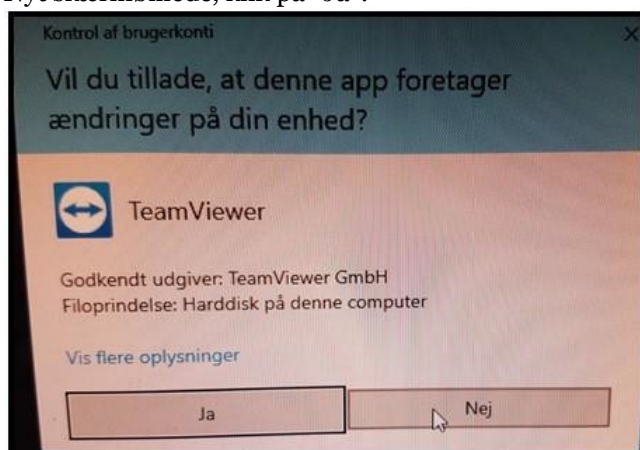 Kontrol af brugerkonti
Vil du tillade, at denne app foretager
ændringer på din enhed?
TeamViewer
Godkendt udgiver: TeamViewer GmbH
Filoprindelse: Harddisk på denne computer
Vis flere oplysninger
Ja
Nej